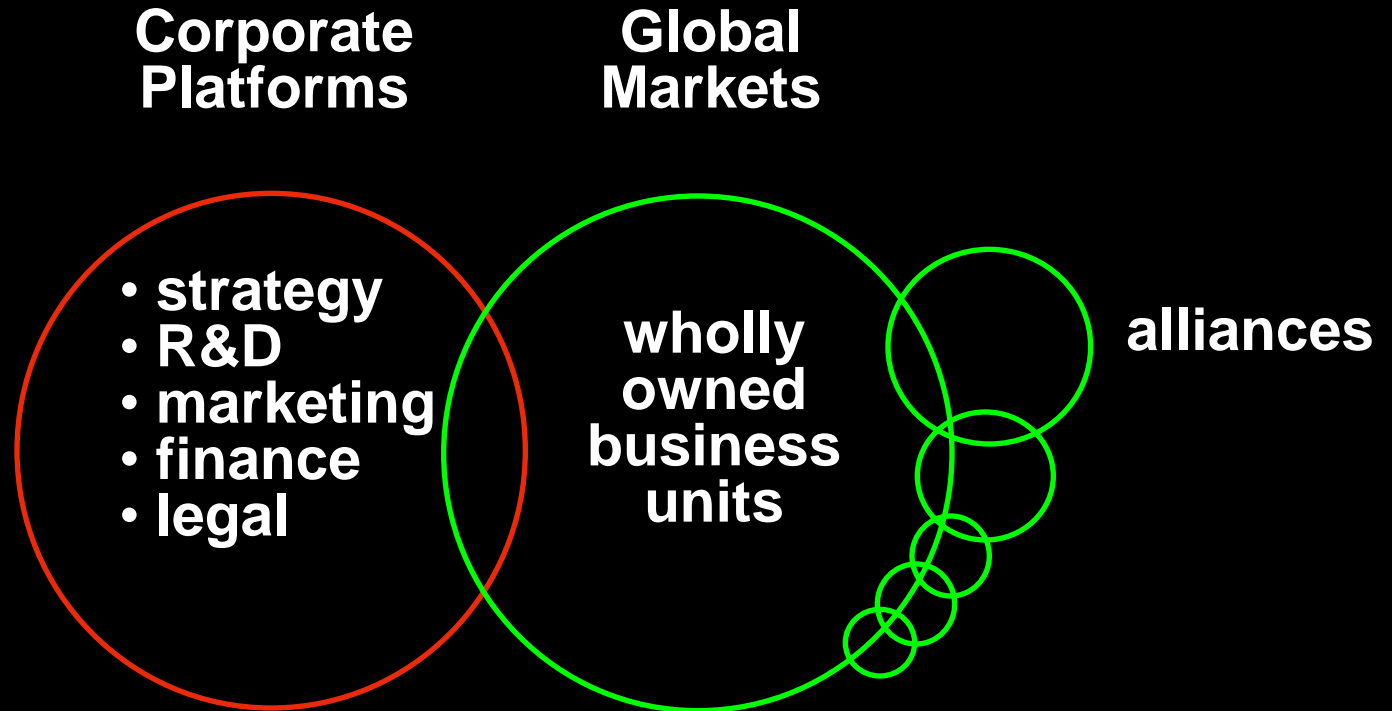 Corporate
Platforms
Global
Markets
• strategy
• R&D
• marketing
• finance
• legal
wholly
owned
business
units
alliances